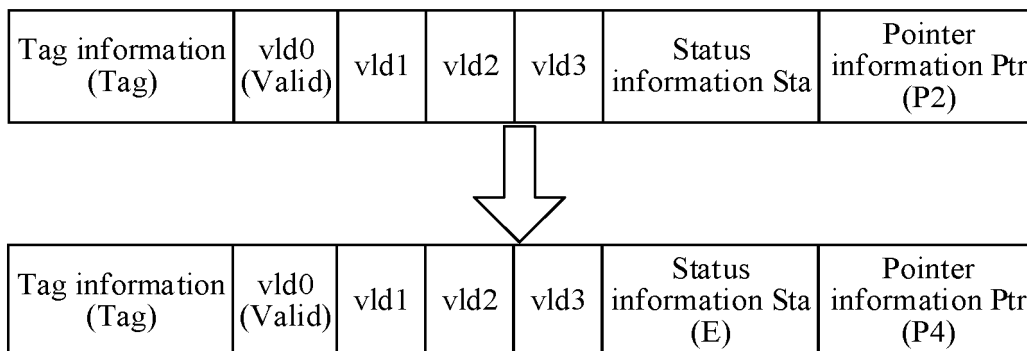 Tag information
(Tag)
vld0
(Valid)
vld1
vld2
vld3
Status
information Sta
Pointer
information Ptr
(P2)
Tag information
(Tag)
vld0
(Valid)
vld1
vld2
vld3
Status
information Sta
(E)
Pointer
information Ptr
(P4)